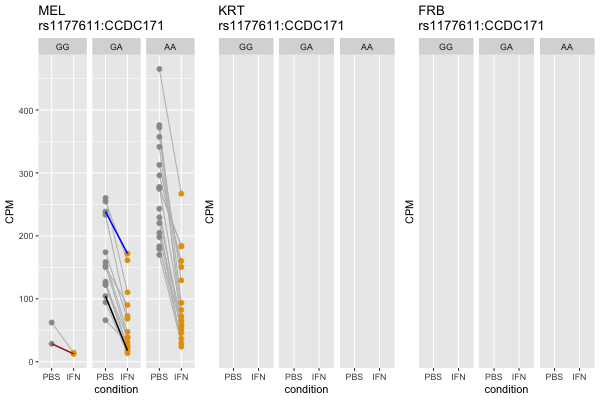 MEL
rs1177611:CCDC171
GG GA AA
CPM
400
300
200
100
0
PBS IFN PBS IFN PBS IFN
condition
KRT
rs1177611:CCDC171
GG GA AA
CPM
PBS IFN PBS IFN PBS IFN
condition
FRB
rs1177611:CCDC171
GG GA AA
CPM
PBS IFN PBS IFN PBS IFN
condition